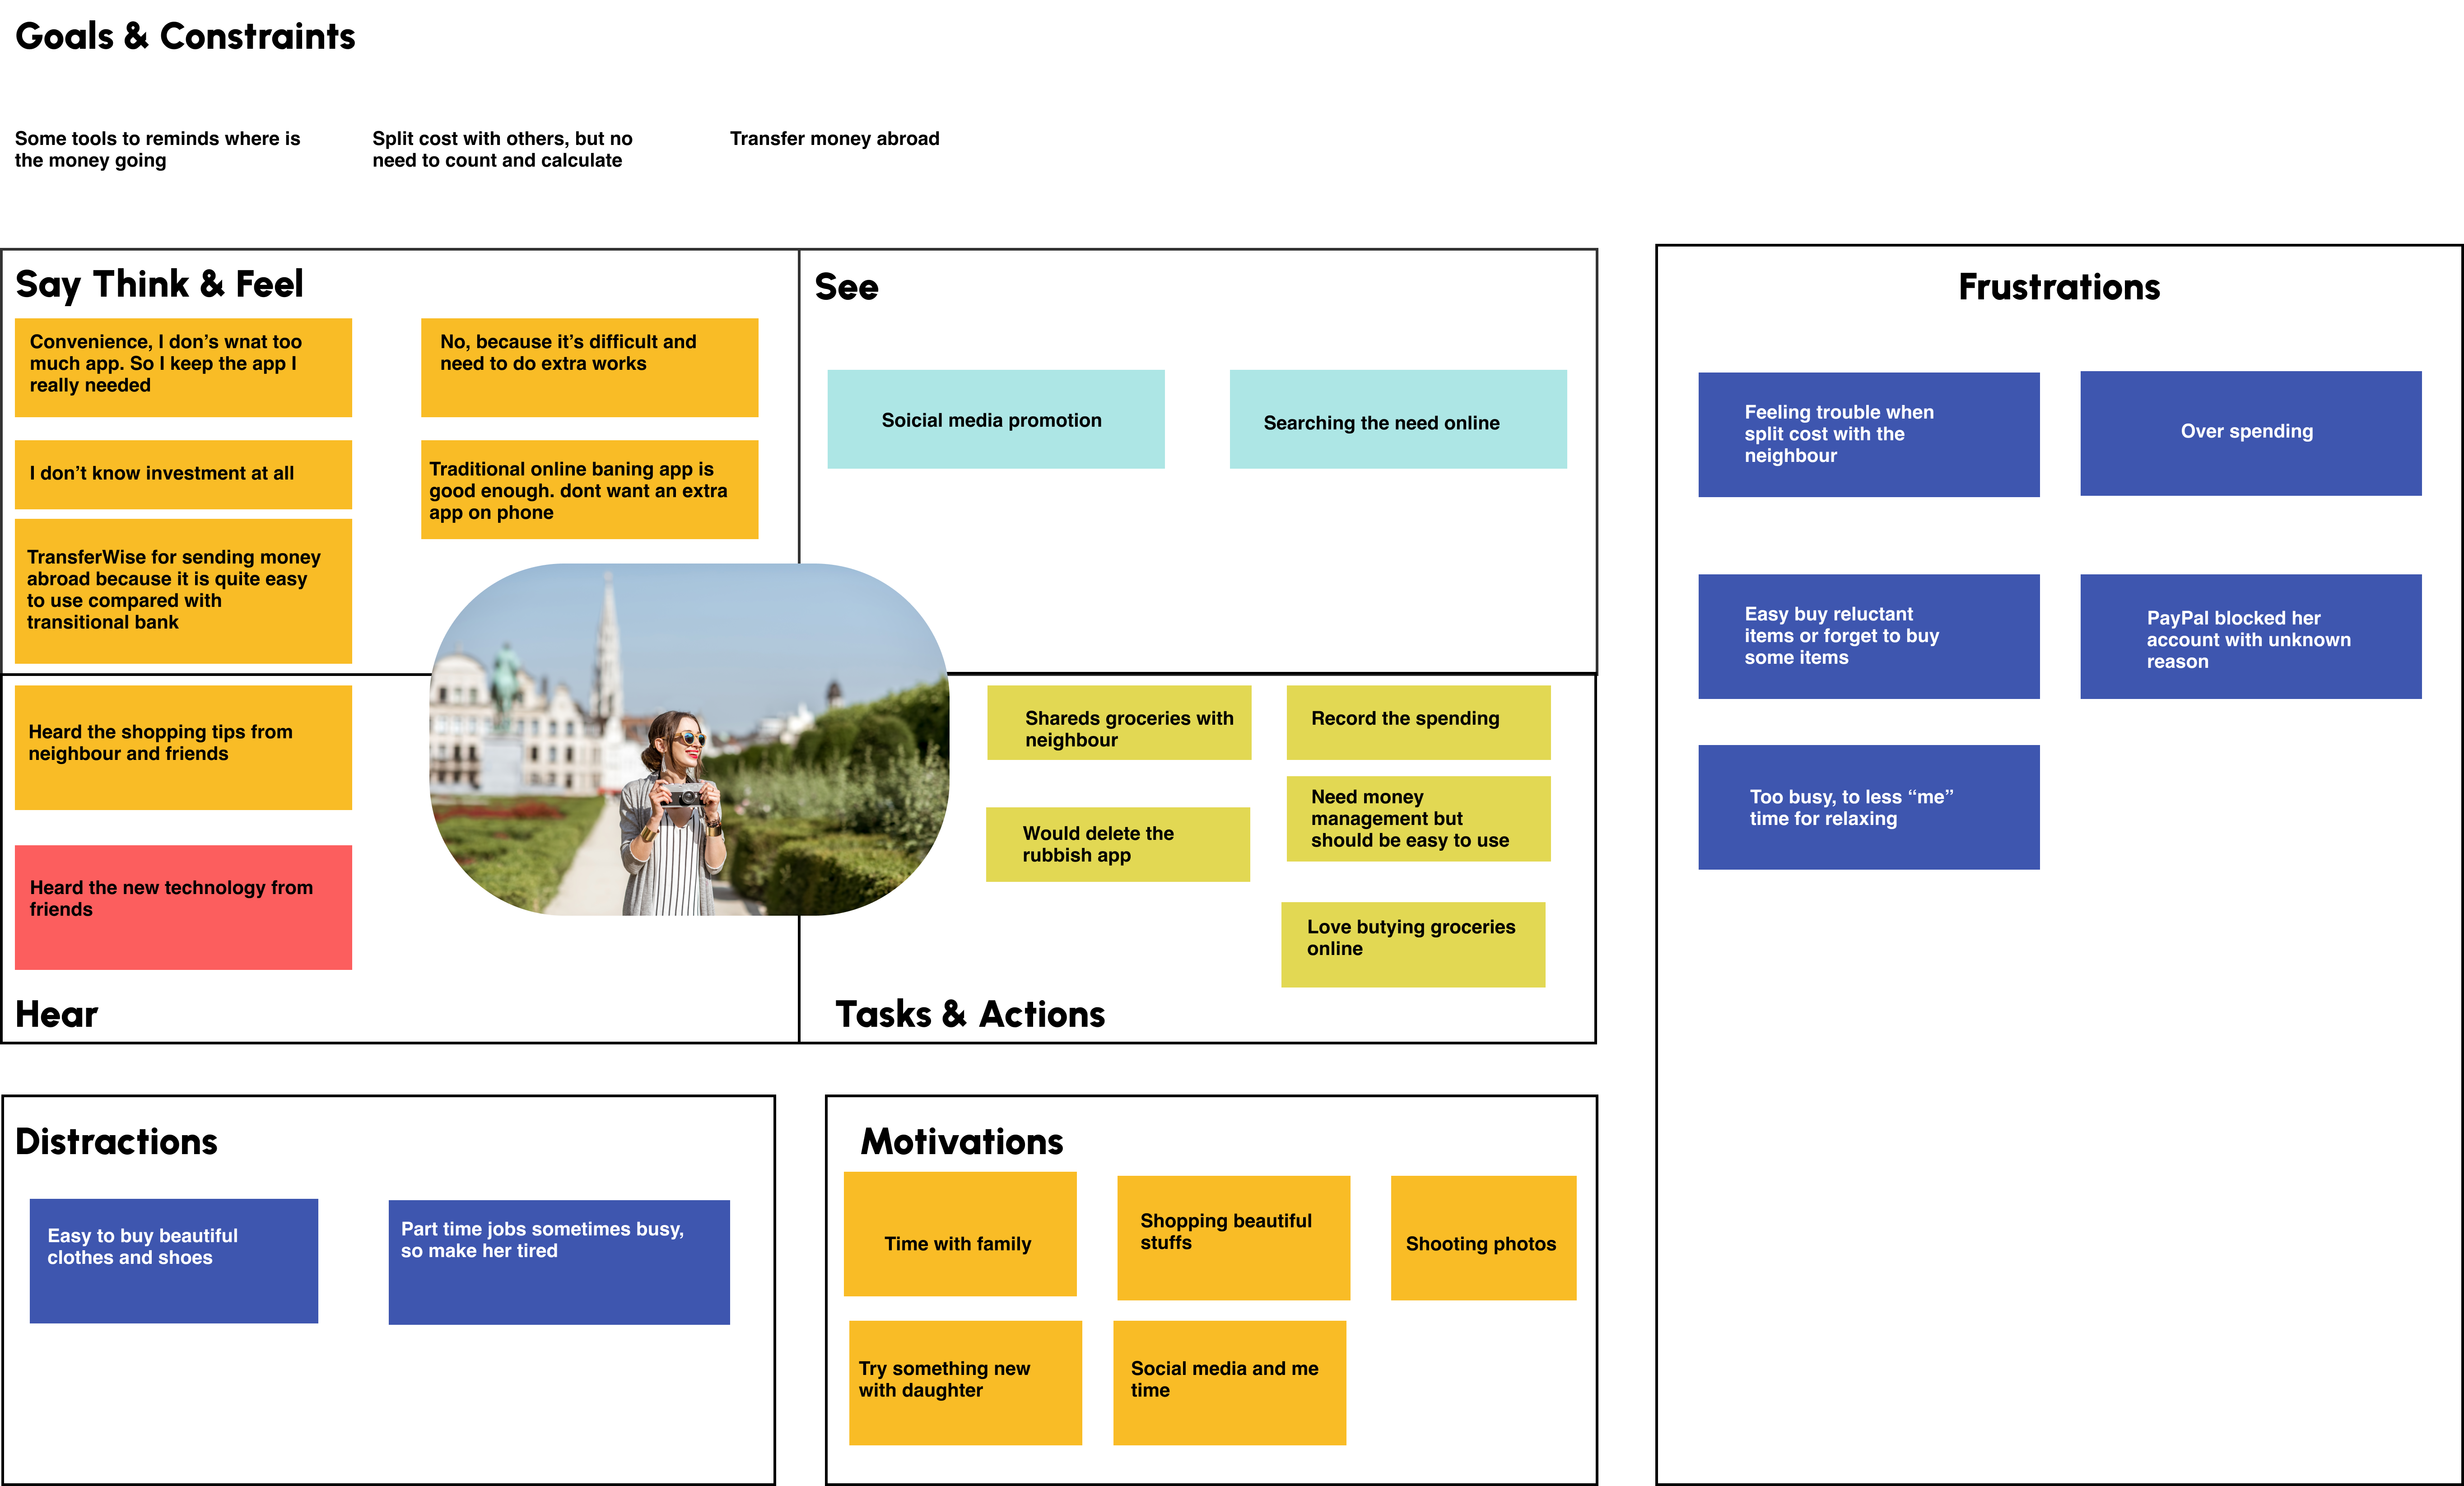 Goals & Constraints
Some tools to reminds where is
the money going
Split cost with others, but no
need to count and calculate
Transfer money abroad
Say Think & Feel
Convenience, I don’s wnat too
much app. So I keep the app I
really needed
No, because it’s difficult and
need to do extra works
I don’t know investment at all
Traditional online baning app is
good enough. dont want an extra
app on phone
TransferWise for sending money
abroad because it is quite easy
to use compared with
transitional bank
See
Soicial media promotion
Searching the need online
Heard the shopping tips from
neighbour and friends
Heard the new technology from
friends
Hear
Shareds groceries with
neighbour
Record the spending
Would delete the
rubbish app
Need money
management but
should be easy to use
Love butying groceries
online
Tasks & Actions
Frustrations
Feeling trouble when
split cost with the
neighbour
Over spending
Easy buy reluctant
items or forget to buy
some items
PayPal blocked her
account with unknown
reason
Too busy, to less “me”
time for relaxing
Distractions
Easy to buy beautiful
clothes and shoes
Part time jobs sometimes busy,
so make her tired
Motivations
Time with family
Shopping beautiful
stuffs
Shooting photos
Try something new
with daughter
Social media and me
time